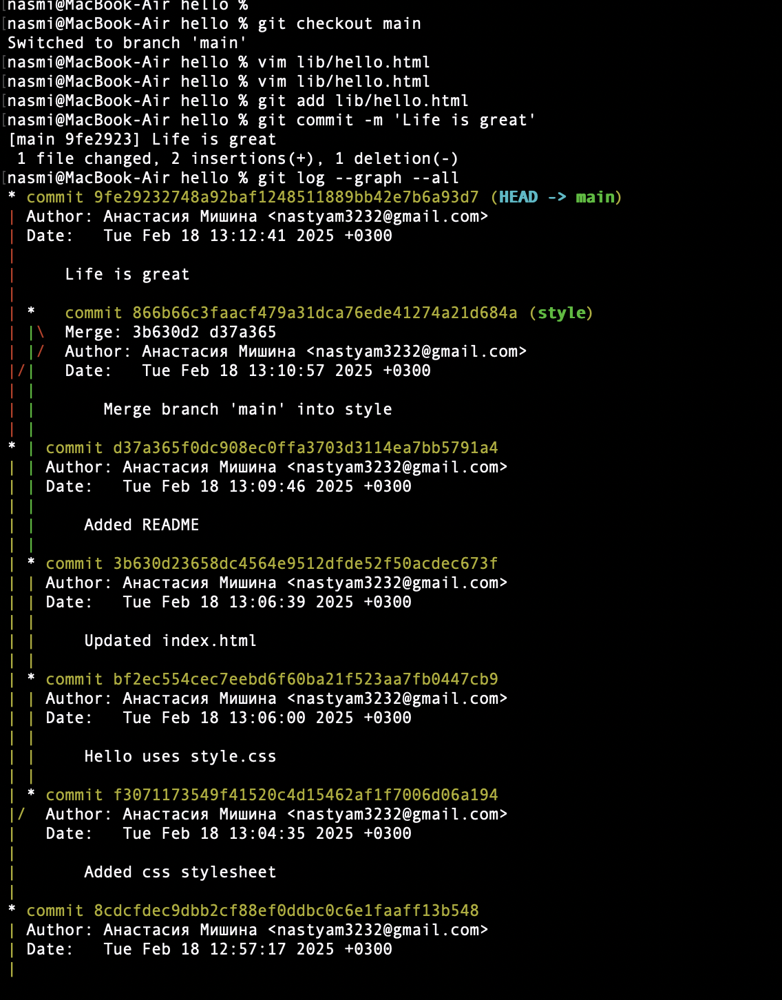 [nasmi@MacBook-Air hello %
[nasmi@MacBook-Air hello % git checkout main
Switched to branch 'main'
[nasmi@MacBook-Air hello % vim lib/hello.html
[nasmi@MacBook-Air hello % vim lib/hello.html
[nasmi@MacBook-Air hello % git add lib/hello.html
[nasmi@MacBook-Air hello % git commit -m 'Life is great'
[main 9fe2923] Life is great
 1 file changed, 2 insertions(+), 1 deletion(-)
[nasmi@MacBook-Air hello % git log --graph --all
* commit 9fe29232748a92baf1248511889bb42e7b6a93d7 (HEAD -> main)
| Author: Анастасия Мишина <nastyam3232@gmail.com>
| Date:   Tue Feb 18 13:12:41 2025 +0300
|
|     Life is great
|
| *   commit 866b66c3faacf479a31dca76ede41274a21d684a (style)
| |\  Merge: 3b630d2 d37a365
| |/  Author: Анастасия Мишина <nastyam3232@gmail.com>
|/|   Date:   Tue Feb 18 13:10:57 2025 +0300
| |
| |       Merge branch 'main' into style
| |
* | commit d37a365f0dc908ec0ffa3703d3114ea7bb5791a4
| | Author: Анастасия Мишина <nastyam3232@gmail.com>
| | Date:   Tue Feb 18 13:09:46 2025 +0300
| |
| |     Added README
| |
| * commit 3b630d23658dc4564e9512dfde52f50acdec673f
| | Author: Анастасия Мишина <nastyam3232@gmail.com>
| | Date:   Tue Feb 18 13:06:39 2025 +0300
| |
| |     Updated index.html
| |
| * commit bf2ec554cec7eebd6f60ba21f523aa7fb0447cb9
| | Author: Анастасия Мишина <nastyam3232@gmail.com>
| | Date:   Tue Feb 18 13:06:00 2025 +0300
| |
| |     Hello uses style.css
| |
| * commit f3071173549f41520c4d15462af1f7006d06a194
|/  Author: Анастасия Мишина <nastyam3232@gmail.com>
|   Date:   Tue Feb 18 13:04:35 2025 +0300
|
|       Added css stylesheet
|
* commit 8cdcfdec9dbb2cf88ef0ddbc0c6e1faaff13b548
| Author: Анастасия Мишина <nastyam3232@gmail.com>
| Date:   Tue Feb 18 12:57:17 2025 +0300
|